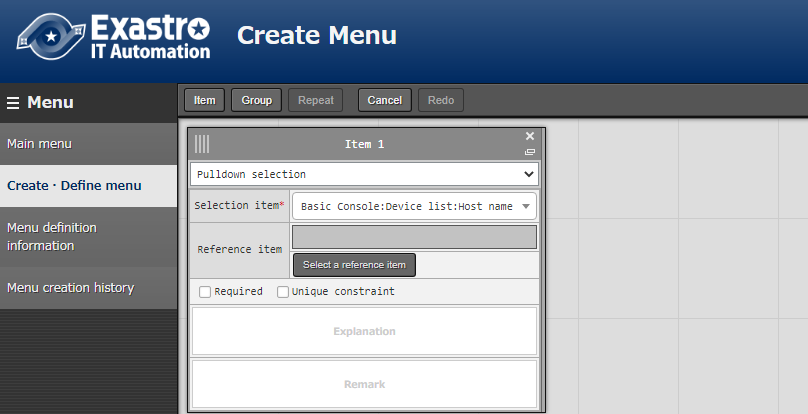 Exastro
IT Automation
Create Menu
Menu
Item
Group
Repeat
Cancel
Redo
Main menu
Create · Define menu
Menu definition
information
Menu creation history
Item 1
Pulldown selection
Selection item*
Basic Console:Device list:Host name
Reference item
Select a reference item
Required
Unique constraint
Explanation
Remark